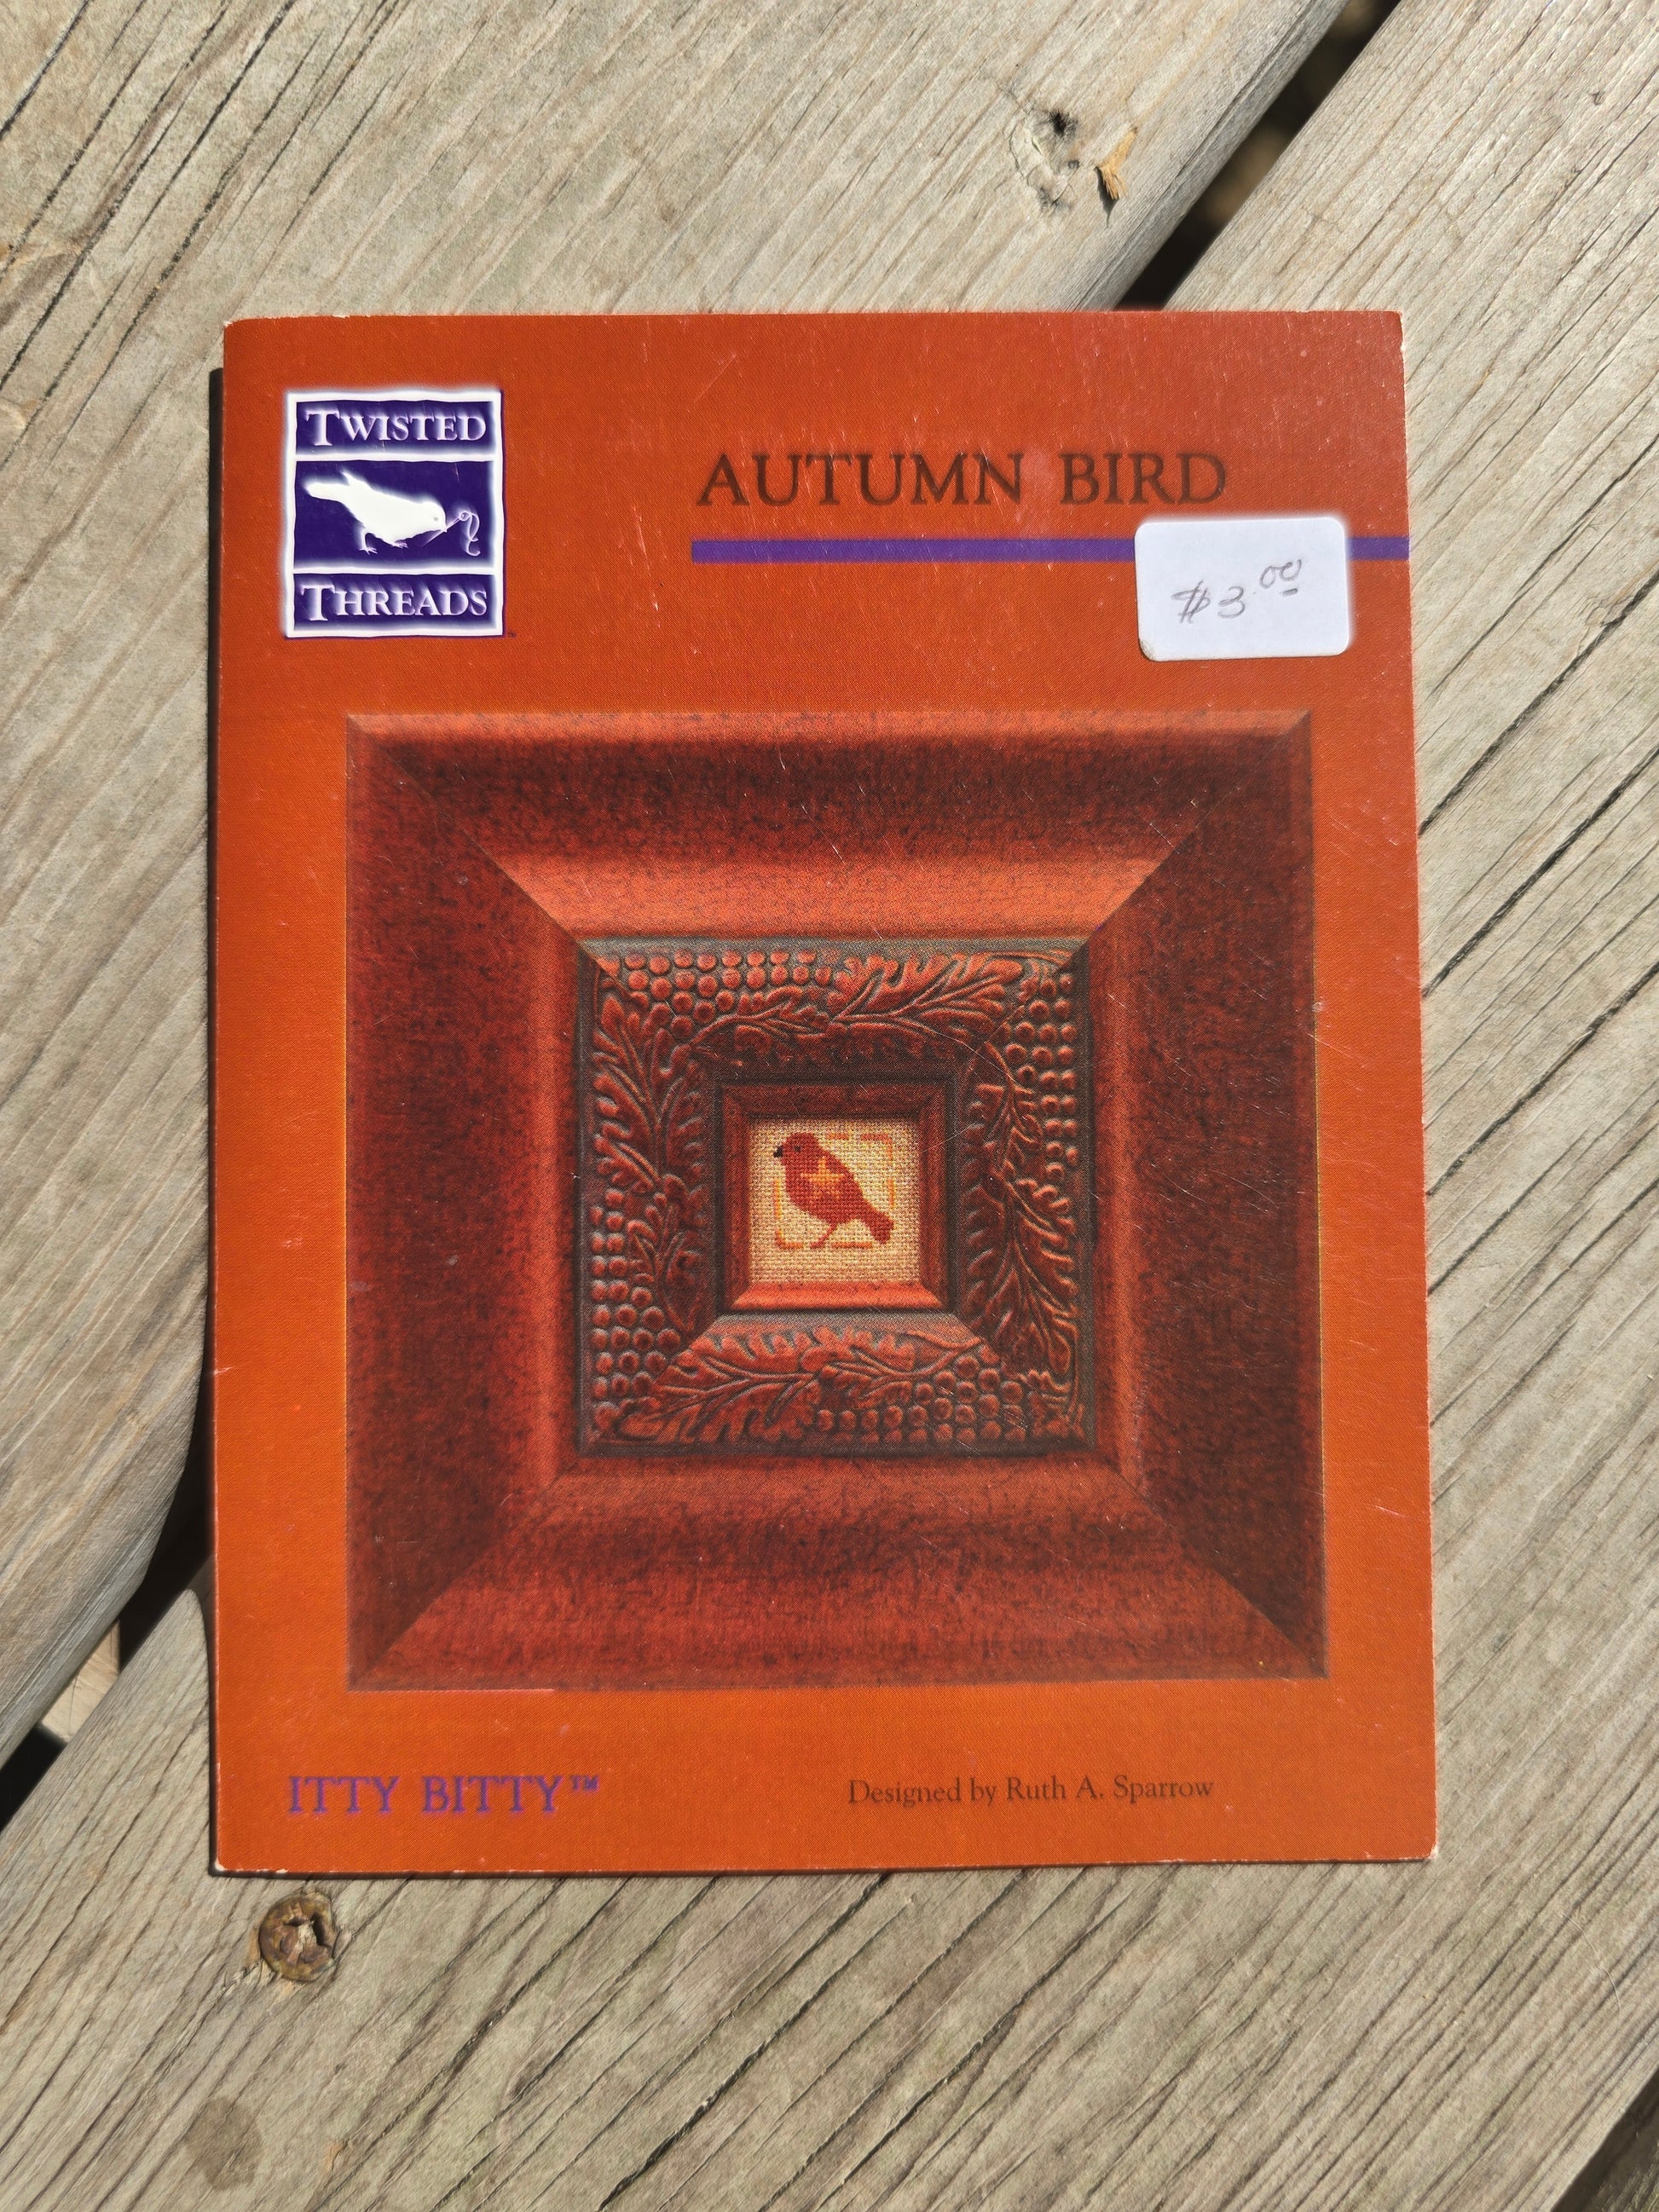 TWISTED
THREADS
AUTUMN BIRD
$3.00
ITTY BITTY™
Designed by Ruth A. Sparrow